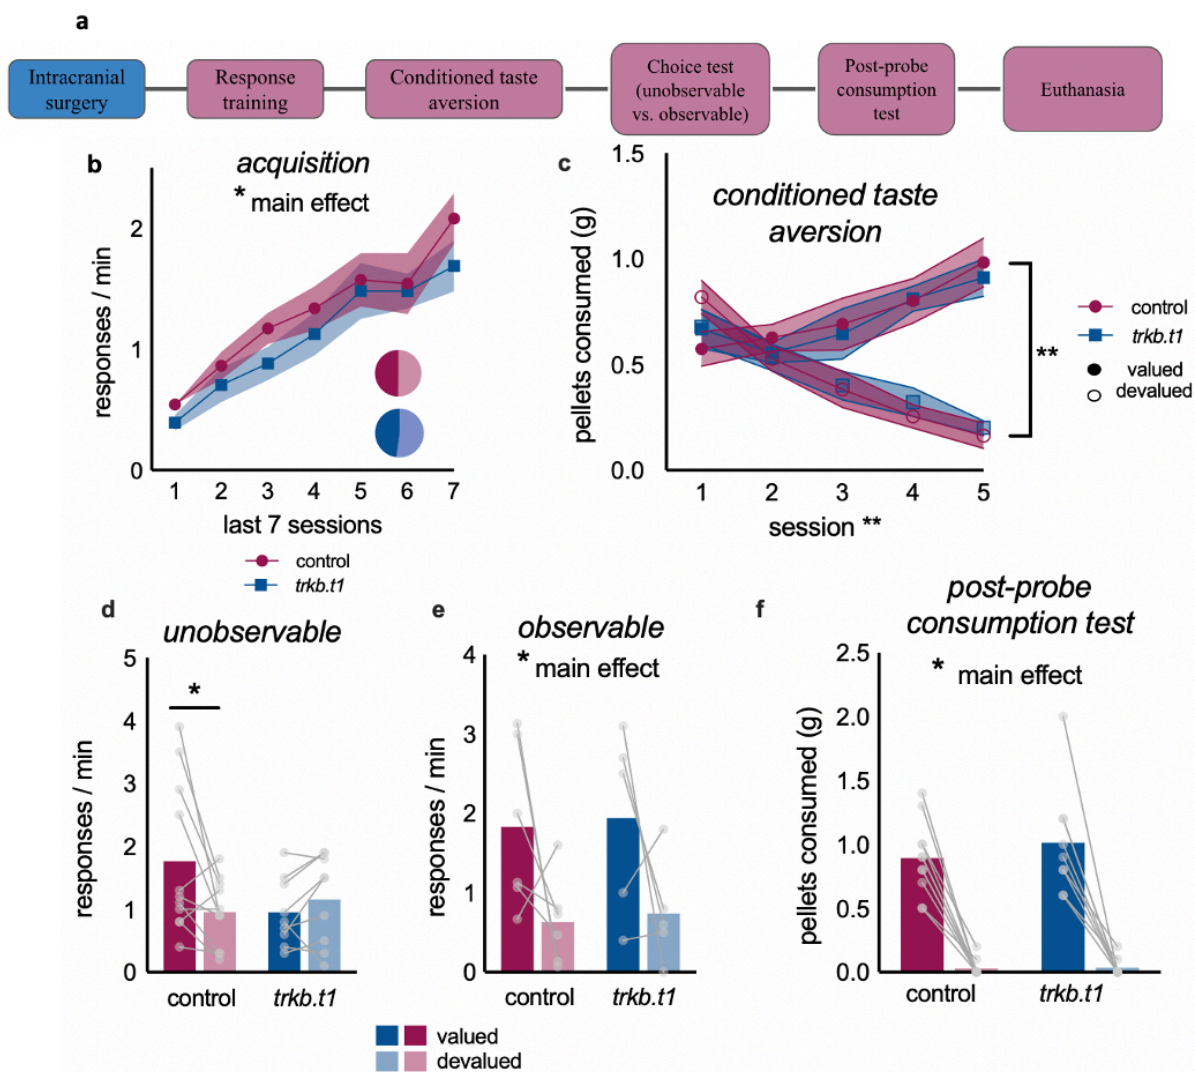 a
Intracranial
surgery
Response
training
Conditioned taste
aversion
Choice test
(unobservable
vs. observable)
Post-probe
consumption
test
Euthanasia
b
acquisition
* main effect
responses / min
2
1
0
1 2 3 4 5 6 7
last 7 sessions
control
trkb.t1
c
conditioned taste
aversion
pellets consumed (g)
1.5
1.0
0.5
0.0
1 2 3 4 5
session **
**
control
trkb.t1
valued
devalued
d
unobservable
*
responses / min
5
4
3
2
1
0
control trkb.t1
e
observable
* main effect
responses / min
4
3
2
1
0
control trkb.t1
f
post-probe
consumption test
* main effect
pellets consumed (g)
2.5
2.0
1.5
1.0
0.5
0.0
control trkb.t1
valued
devalued